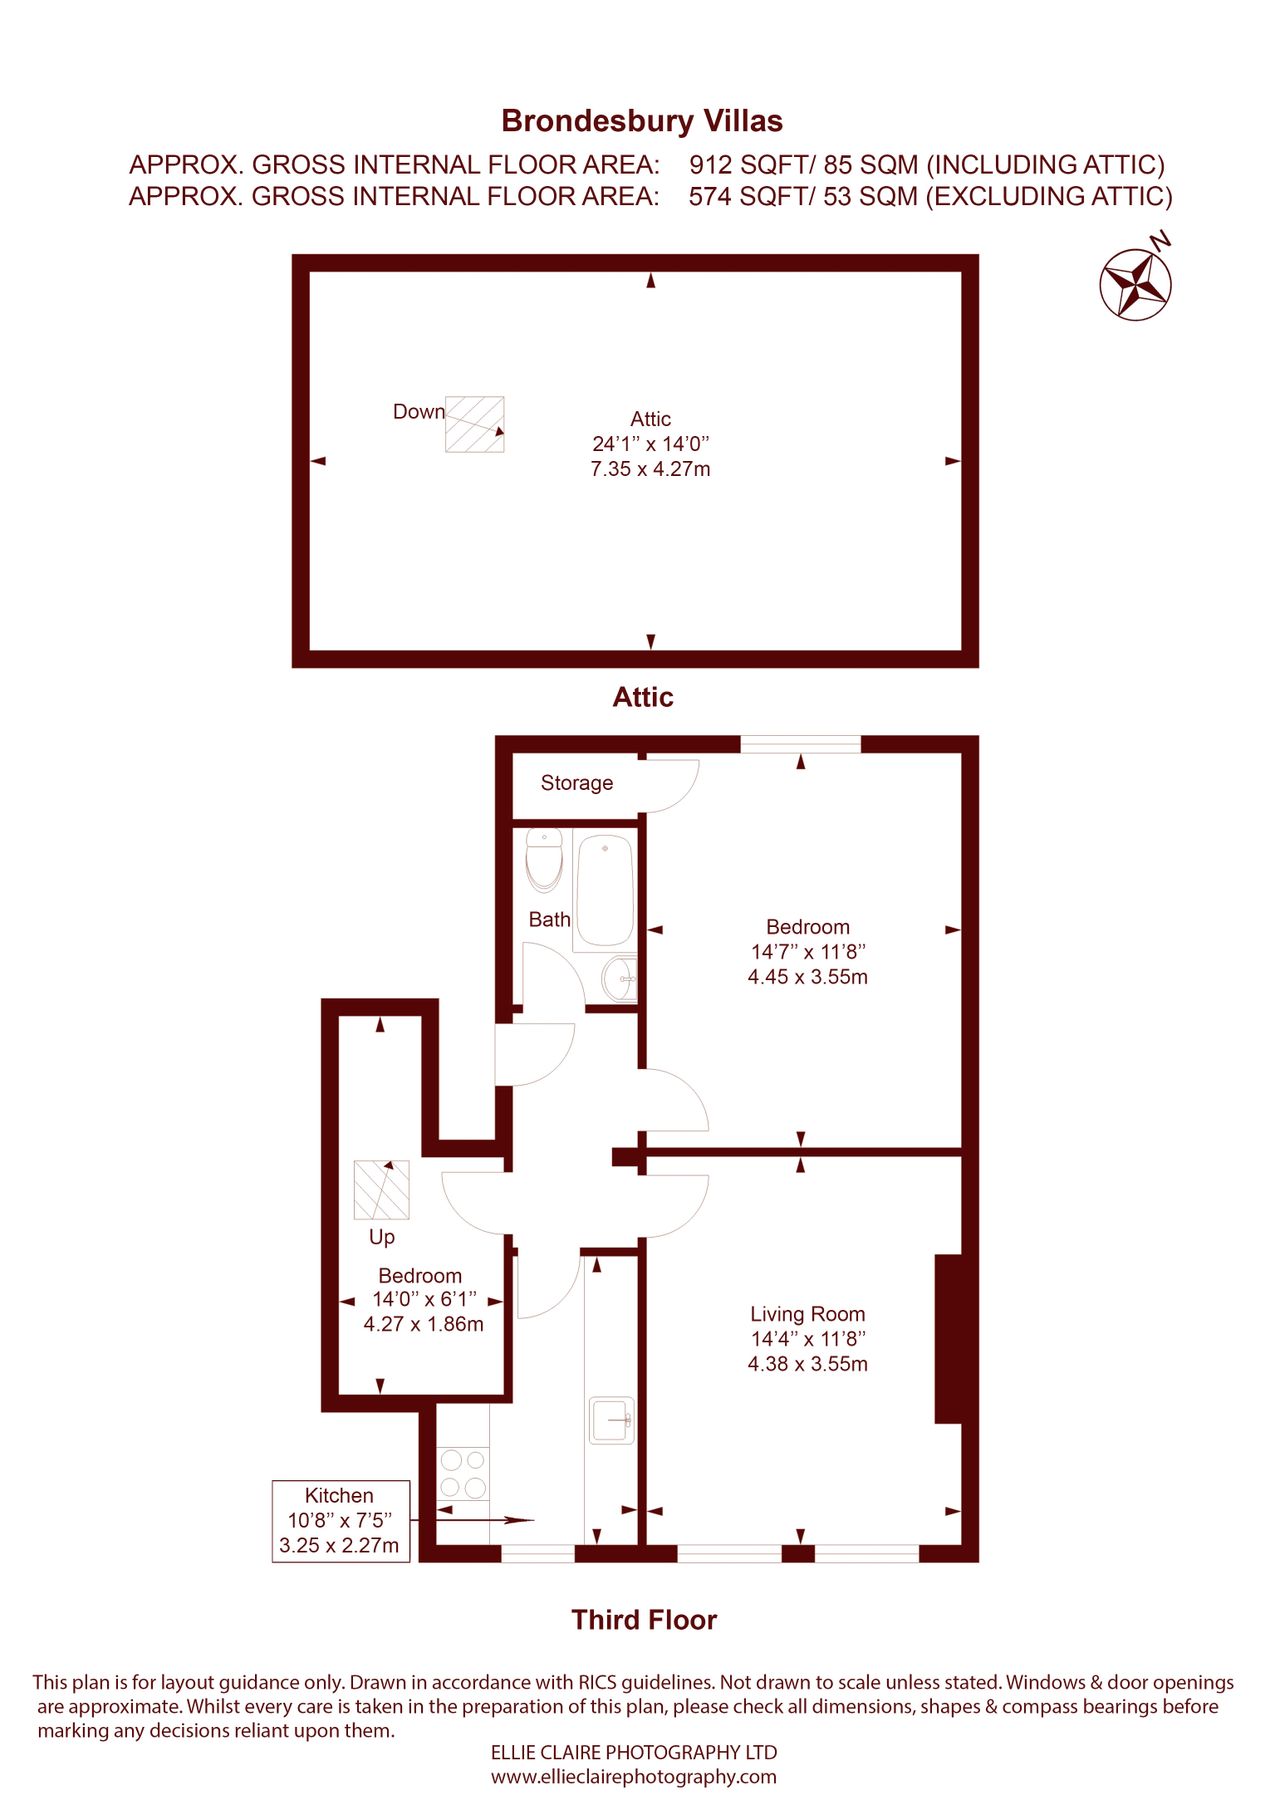 Brondesbury Villas
APPROX. GROSS INTERNAL FLOOR AREA: 912 SQFT/ 85 SQM (INCLUDING ATTIC)
APPROX. GROSS INTERNAL FLOOR AREA: 574 SQFT/ 53 SQM (EXCLUDING ATTIC)
N
Down
Attic
24’1’’ x 14’0’’
7.35 x 4.27m
Attic
Storage
Bath
Bedroom
14’7’’ x 11’8’’
4.45 x 3.55m
Up
Bedroom
14’0’’ x 6’1’’
4.27 x 1.86m
Living Room
14’4’’ x 11’8’’
4.38 x 3.55m
Kitchen
10’8’’ x 7’5’’
3.25 x 2.27m
Third Floor
This plan is for layout guidance only. Drawn in accordance with RICS guidelines. Not drawn to scale unless stated. Windows & door openings
are approximate. Whilst every care is taken in the preparation of this plan, please check all dimensions, shapes & compass bearings before
marking any decisions reliant upon them.
ELLIE CLAIRE PHOTOGRAPHY LTD
www.ellieclairephotography.com